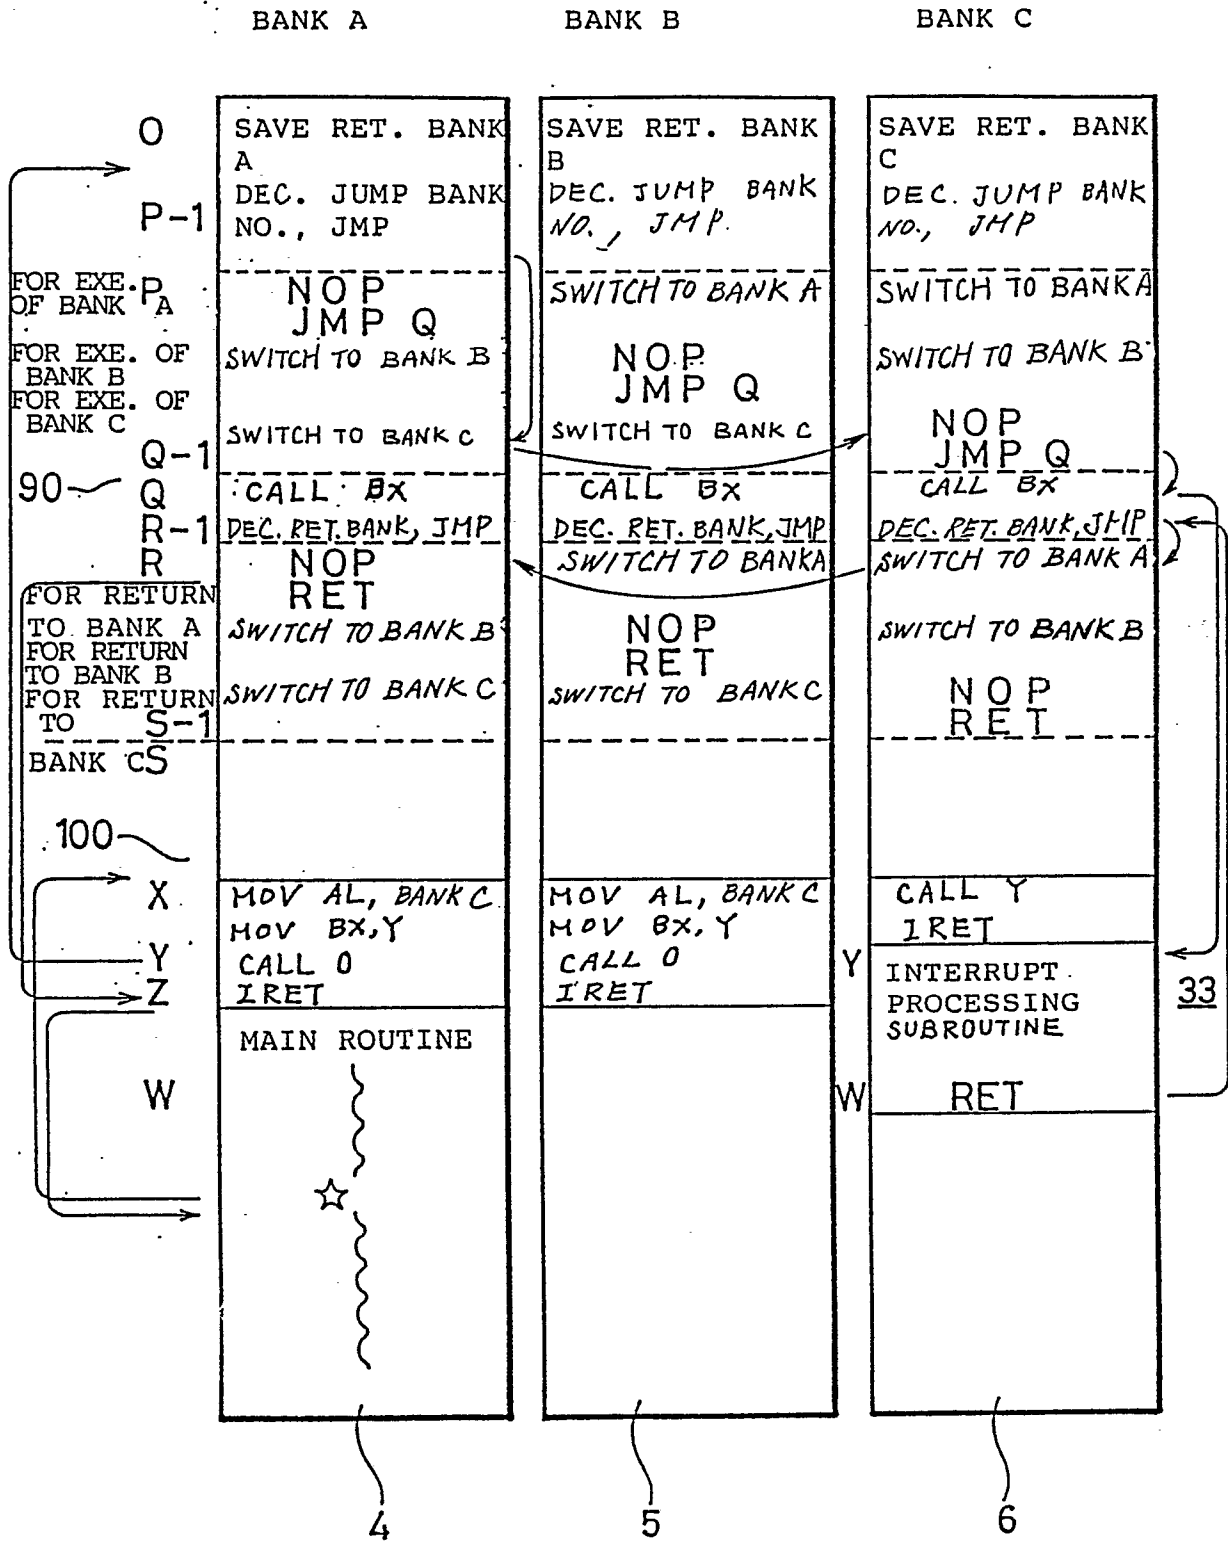 BANK A
BANK B
BANK C
O
P-1
FOR EXE.
OF BANK A
P
FOR EXE. OF
BANK B
FOR EXE. OF
BANK C
Q-1
90
Q
R-1
R
FOR RETURN
TO BANK A
FOR RETURN
TO BANK B
FOR RETURN
TO
S-1
BANK C
S
100
X
Y
Z
W
SAVE RET. BANK
A
DEC. JUMP BANK
NO., JMP
NOP
JMP Q
SWITCH TO BANK B
SWITCH TO BANK C
CALL BX
DEC. RET. BANK, JMP
NOP
RET
SWITCH TO BANK B
SWITCH TO BANK C
MOV AL, BANK C
MOV BX, Y
CALL O
IRET
MAIN ROUTINE
4
SAVE RET. BANK
B
DEC. JUMP BANK
NO., JMP.
SWITCH TO BANK A
NOP
JMP Q
SWITCH TO BANK C
CALL BX
DEC. RET. BANK, JMP
SWITCH TO BANK A
NOP
RET
SWITCH TO BANK C
MOV AL, BANK C
MOV BX, Y
CALL O
IRET
5
SAVE RET. BANK
C
DEC. JUMP BANK
NO., JMP
SWITCH TO BANK A
SWITCH TO BANK B
NOP
JMP Q
CALL BX
DEC. RET. BANK, JMP
SWITCH TO BANK A
SWITCH TO BANK B
NOP
RET
CALL Y
IRET
Y
INTERRUPT
PROCESSING
SUBROUTINE
33
W
RET
6